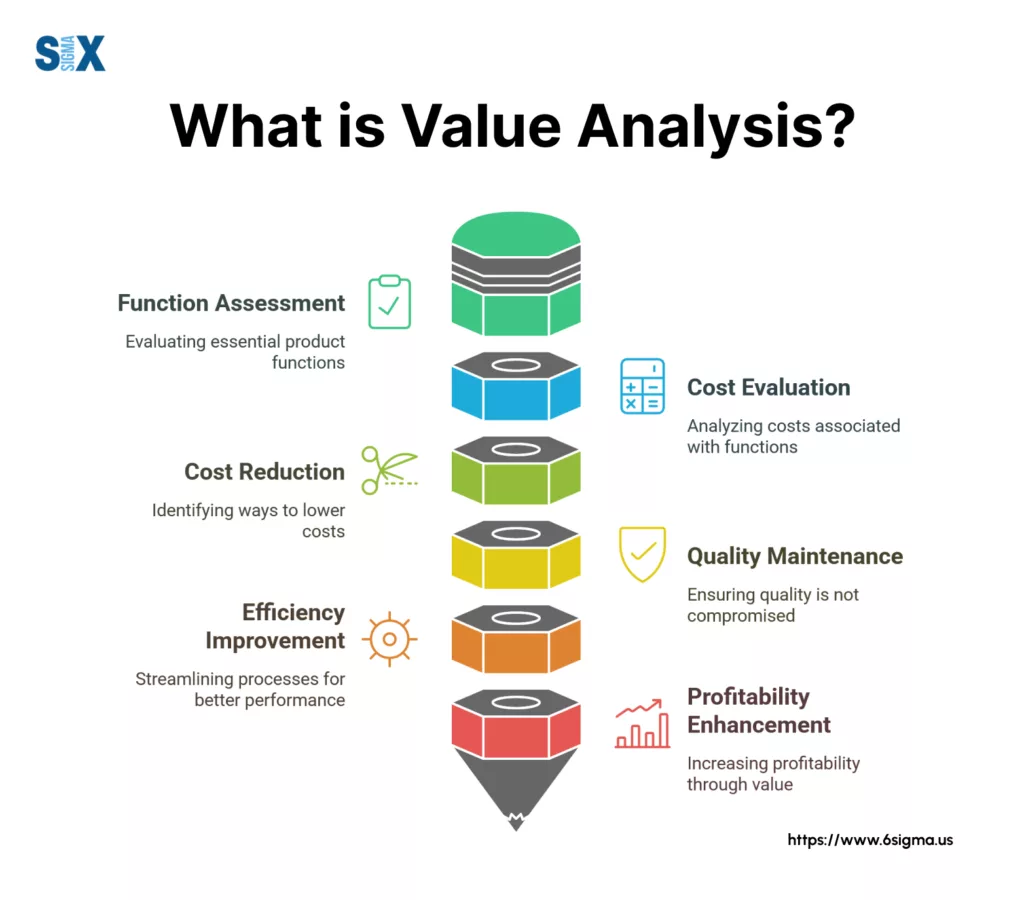 SIX
SIGMA
What is Value Analysis?
Function Assessment
Evaluating essential product
functions
Cost Evaluation
Analyzing costs associated
with functions
Cost Reduction
Identifying ways to lower
costs
Quality Maintenance
Ensuring quality is not
compromised
Efficiency
Improvement
Streamlining processes for
better performance
Profitability
Enhancement
Increasing profitability
through value
https://www.6sigma.us